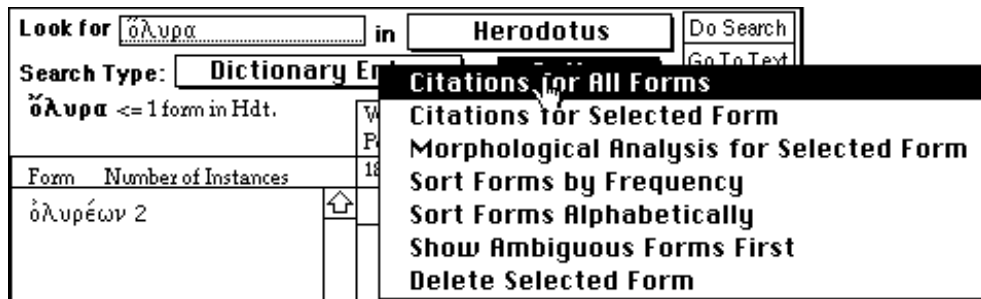 Look for ὄλυρα in Herodotus Do Search
Search Type: Dictionary Go To Text
ὄλυρα <= 1 form in Hdt.
Form Number of Instances
ὀλυρέων 2
Citations for All Forms
Citations for Selected Form
Morphological Analysis for Selected Form
Sort Forms by Frequency
Sort Forms Alphabetically
Show Ambiguous Forms First
Delete Selected Form